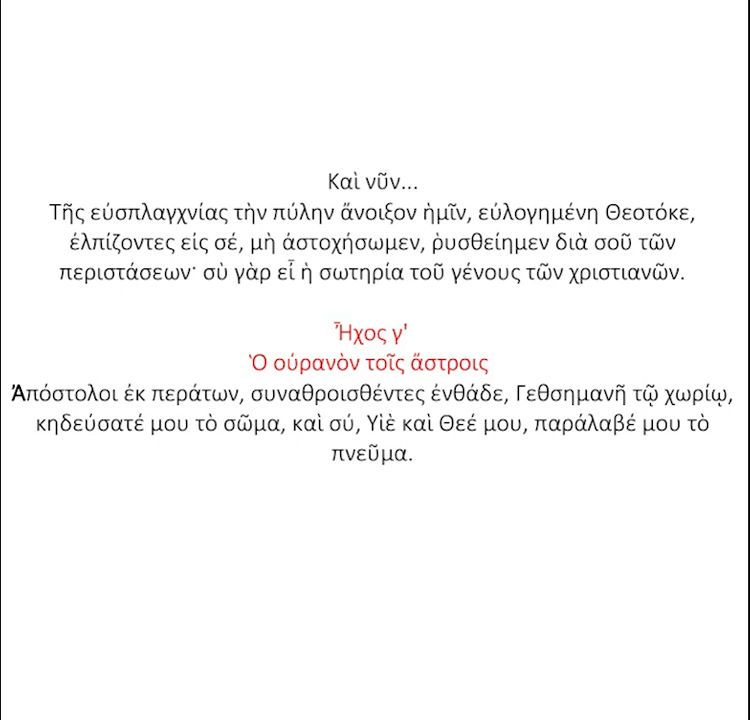 Καὶ νῦν...
Τῆς εὐσπλαγχνίας τὴν πύλην ἄνοιξον ἡμῖν, εὐλογημένη Θεοτόκε,
ἐλπίζοντες εἰς σέ, μὴ ἀστοχήσωμεν, ῥυσθείημεν διὰ σοῦ τῶν
περιστάσεων· σὺ γὰρ εἶ ἡ σωτηρία τοῦ γένους τῶν χριστιανῶν.
Ἦχος γ'
Ὁ οὐρανὸν τοῖς ἄστροις
Ἀπόστολοι ἐκ περάτων, συναθροισθέντες ἐνθάδε, Γεθσημανῆ τῷ χωρίῳ,
κηδεύσατέ μου τὸ σῶμα, καὶ σύ, Υἱὲ καὶ Θεέ μου, παράλαβέ μου τὸ
πνεῦμα.